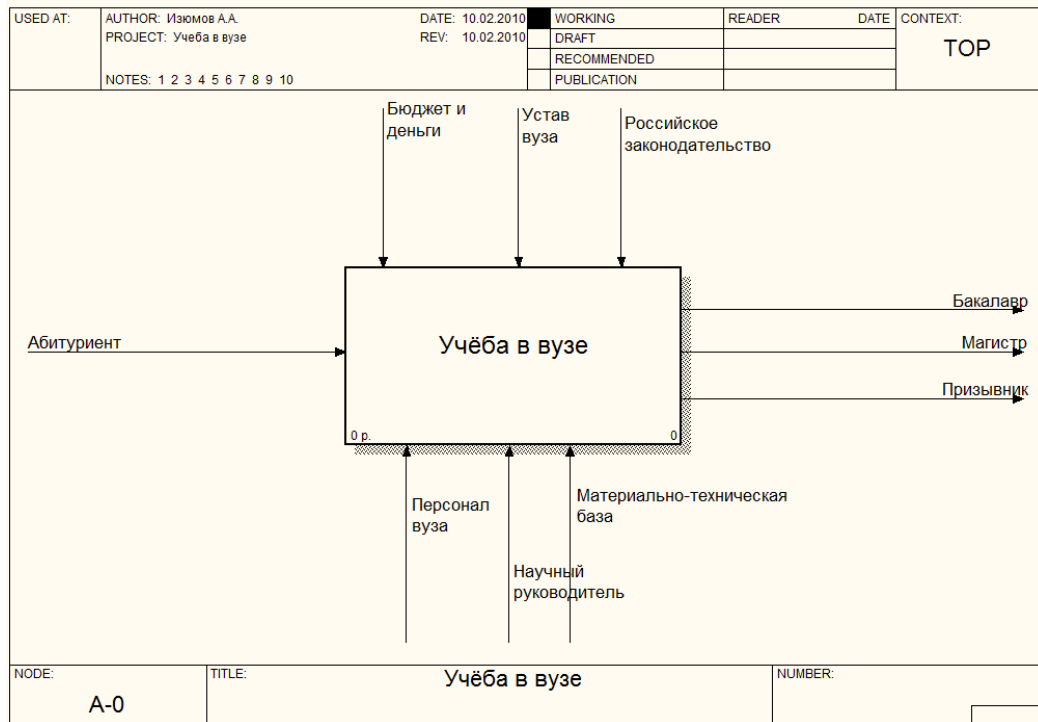 USED AT:
AUTHOR: Изюмов А.А.
DATE: 10.02.2010
WORKING
READER
DATE
CONTEXT:
PROJECT: Учеба в вузе
REV: 10.02.2010
DRAFT
TOP
RECOMMENDED
NOTES: 1 2 3 4 5 6 7 8 9 10
PUBLICATION
Бюджет и
деньги
Устав
вуза
Российское
законодательство
Бакалавр
Абитуриент
Учёба в вузе
Магистр
Призывник
0 р.
0
Персонал
вуза
Материально-техническая
база
Научный
руководитель
NODE:
TITLE:
Учёба в вузе
NUMBER:
A-0